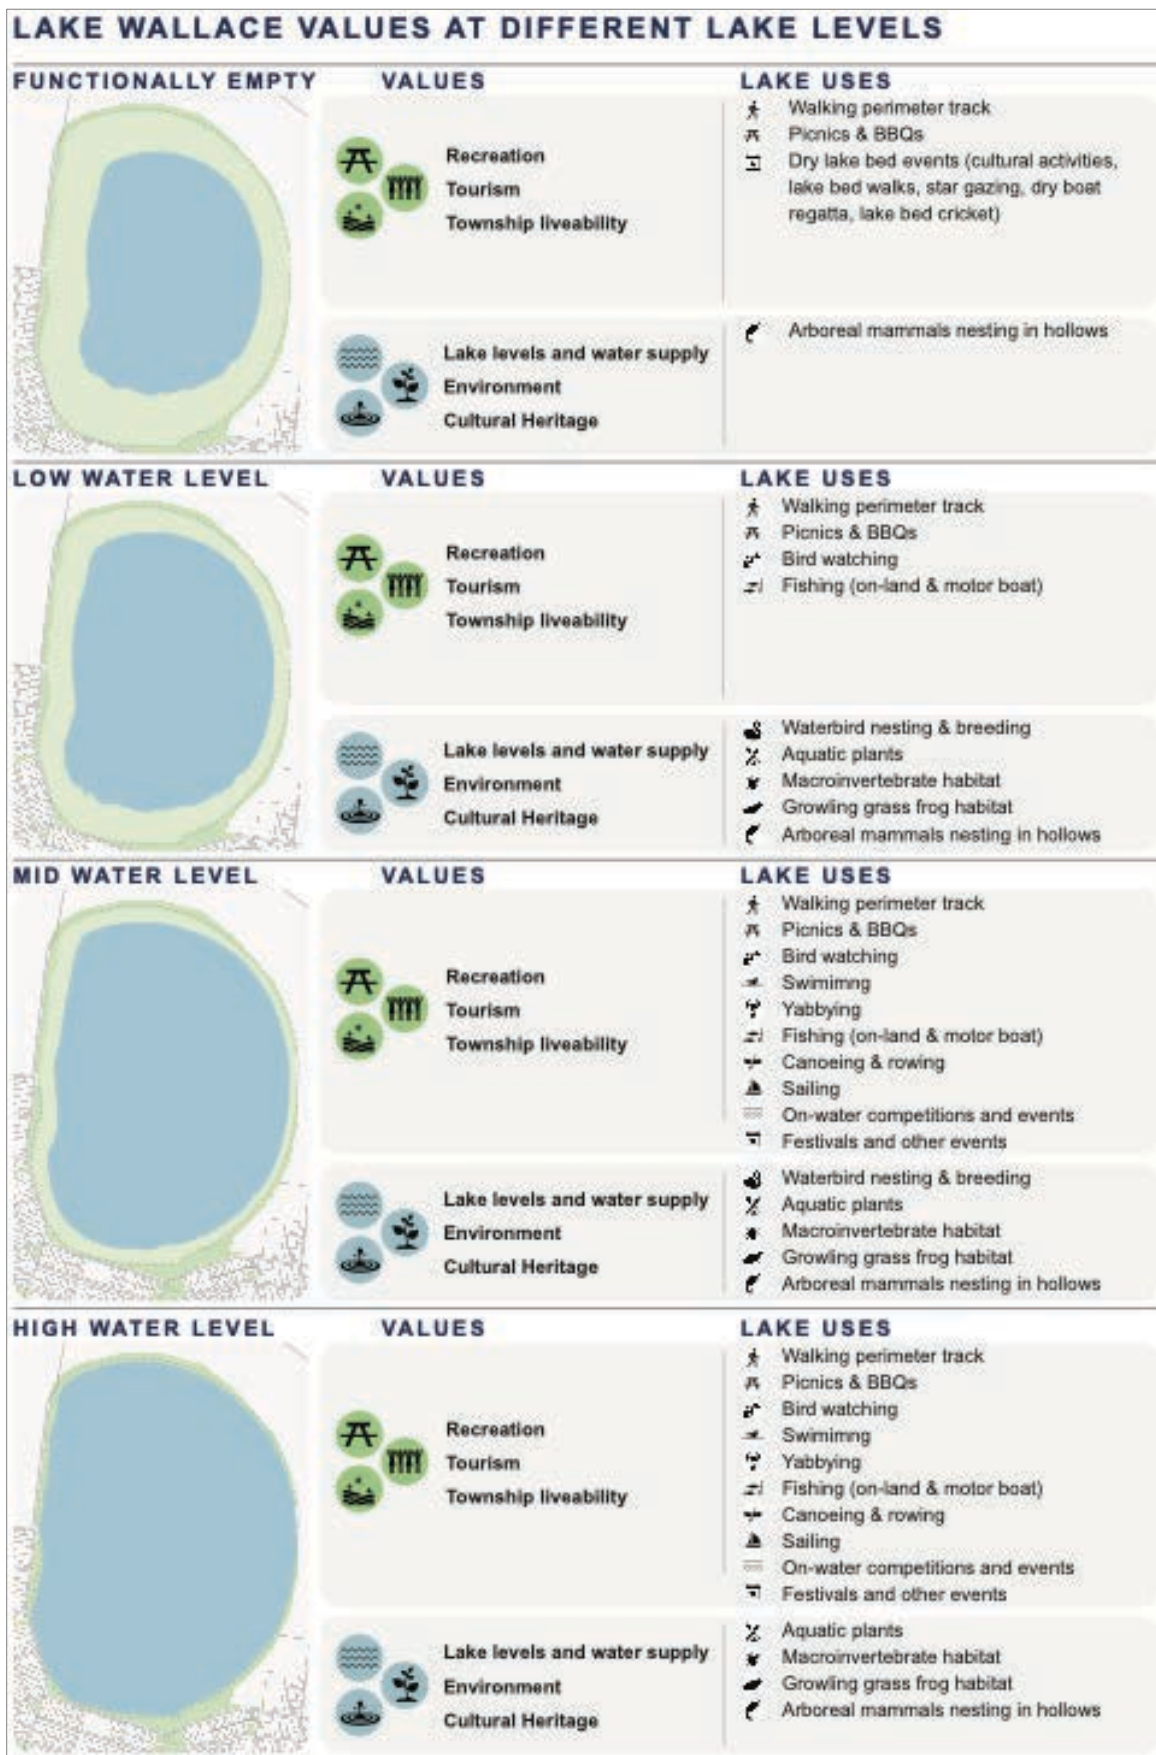 LAKE WALLACE VALUES AT DIFFERENT LAKE LEVELS
FUNCTIONALLY EMPTY
VALUES
LAKE USES
Recreation
Tourism
Township liveability
Walking perimeter track
Picnics & BBQs
Dry lake bed events (cultural activities,
lake bed walks, star gazing, dry boat
regatta, lake bed cricket)
Lake levels and water supply
Environment
Cultural Heritage
Arboreal mammals nesting in hollows
LOW WATER LEVEL
VALUES
LAKE USES
Recreation
Tourism
Township liveability
Walking perimeter track
Picnics & BBQs
Bird watching
Fishing (on-land & motor boat)
Lake levels and water supply
Environment
Cultural Heritage
Waterbird nesting & breeding
Aquatic plants
Macroinvertebrate habitat
Growling grass frog habitat
Arboreal mammals nesting in hollows
MID WATER LEVEL
VALUES
LAKE USES
Recreation
Tourism
Township liveability
Walking perimeter track
Picnics & BBQs
Bird watching
Swimimng
Yabbying
Fishing (on-land & motor boat)
Canoeing & rowing
Sailing
On-water competitions and events
Festivals and other events
Lake levels and water supply
Environment
Cultural Heritage
Waterbird nesting & breeding
Aquatic plants
Macroinvertebrate habitat
Growling grass frog habitat
Arboreal mammals nesting in hollows
HIGH WATER LEVEL
VALUES
LAKE USES
Recreation
Tourism
Township liveability
Walking perimeter track
Picnics & BBQs
Bird watching
Swimimng
Yabbying
Fishing (on-land & motor boat)
Canoeing & rowing
Sailing
On-water competitions and events
Festivals and other events
Lake levels and water supply
Environment
Cultural Heritage
Aquatic plants
Macroinvertebrate habitat
Growling grass frog habitat
Arboreal mammals nesting in hollows